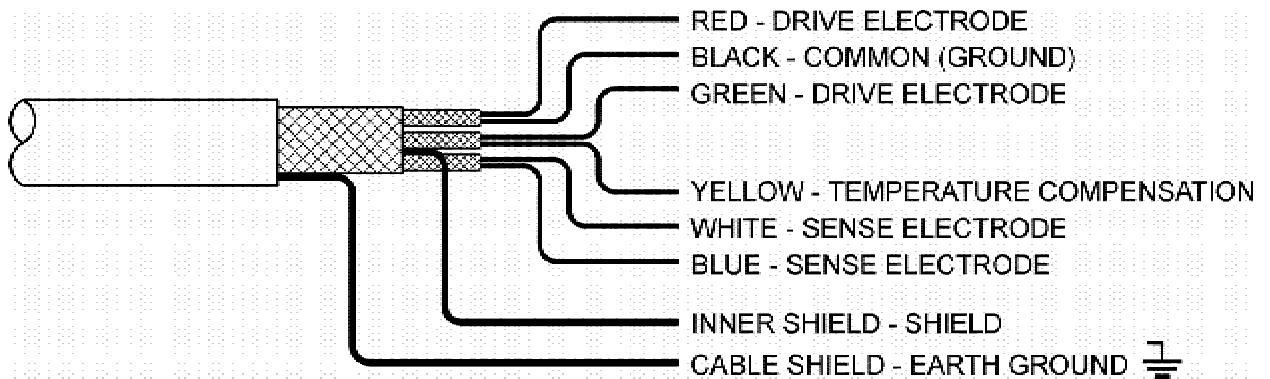 RED - DRIVE ELECTRODE
BLACK - COMMON (GROUND)
GREEN - DRIVE ELECTRODE
YELLOW - TEMPERATURE COMPENSATION
WHITE - SENSE ELECTRODE
BLUE - SENSE ELECTRODE
INNER SHIELD - SHIELD
CABLE SHIELD - EARTH GROUND